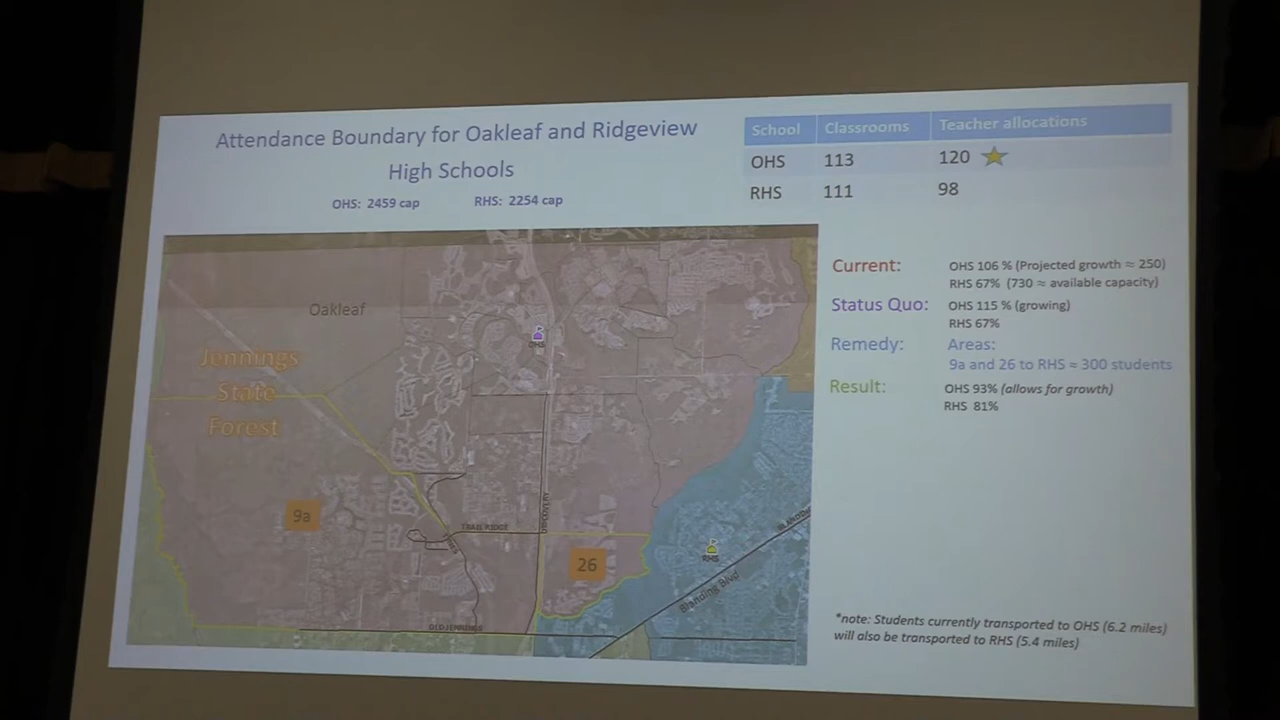 Attendance Boundary for Oakleaf and Ridgeview
High Schools
OHS: 2459 cap RHS: 2254 cap
School Classrooms Teacher allocations
OHS 113 120
RHS 111 98
Current: OHS 106 % (Projected growth ≈ 250)
RHS 67% (730 ≈ available capacity)
Status Quo: OHS 115 % (growing)
RHS 67%
Remedy: Areas:
9a and 26 to RHS ≈ 300 students
Result: OHS 93% (allows for growth)
RHS 81%
*note: Students currently transported to OHS (6.2 miles)
will also be transported to RHS (5.4 miles)
Oakleaf
OHS
Jennings
State
Forest
9a
TRAIL RIDGE
26
RHS
Blanding Blvd
OLD JENNINGS